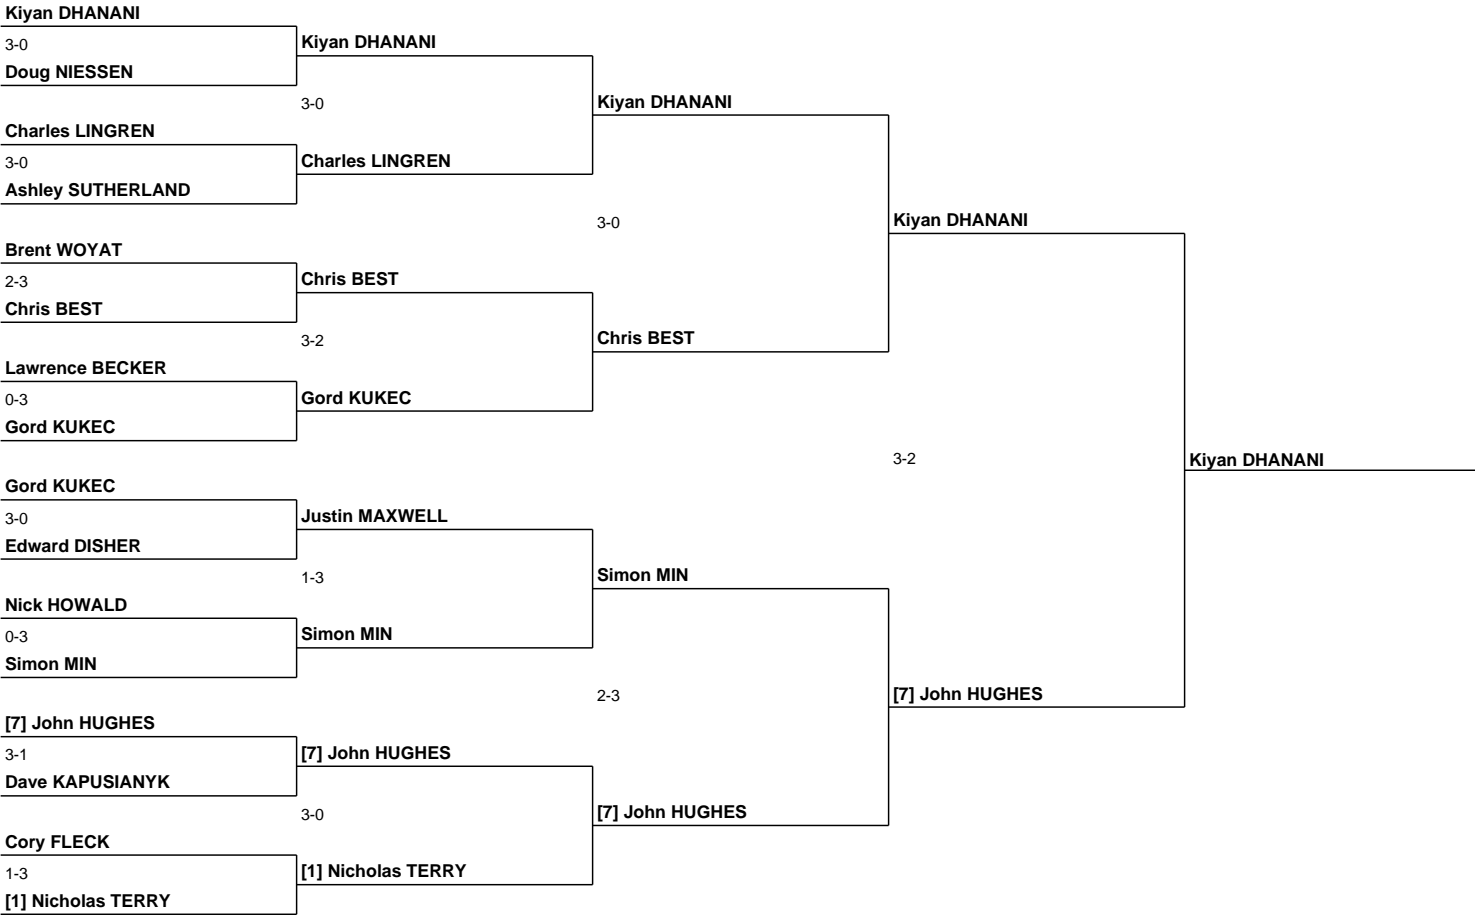 Kiyan DHANANI
3-0
Doug NIESSEN
Charles LINGREN
3-0
Ashley SUTHERLAND
Brent WOYAT
2-3
Chris BEST
Lawrence BECKER
0-3
Gord KUKEC
Gord KUKEC
3-0
Edward DISHER
Nick HOWALD
0-3
Simon MIN
[7] John HUGHES
3-1
Dave KAPUSIANYK
Cory FLECK
1-3
[1] Nicholas TERRY
Kiyan DHANANI
3-0
Charles LINGREN
Chris BEST
3-2
Gord KUKEC
Justin MAXWELL
1-3
Simon MIN
[7] John HUGHES
3-0
[1] Nicholas TERRY
Kiyan DHANANI
3-0
Chris BEST
Simon MIN
2-3
[7] John HUGHES
Kiyan DHANANI
3-2
[7] John HUGHES
Kiyan DHANANI